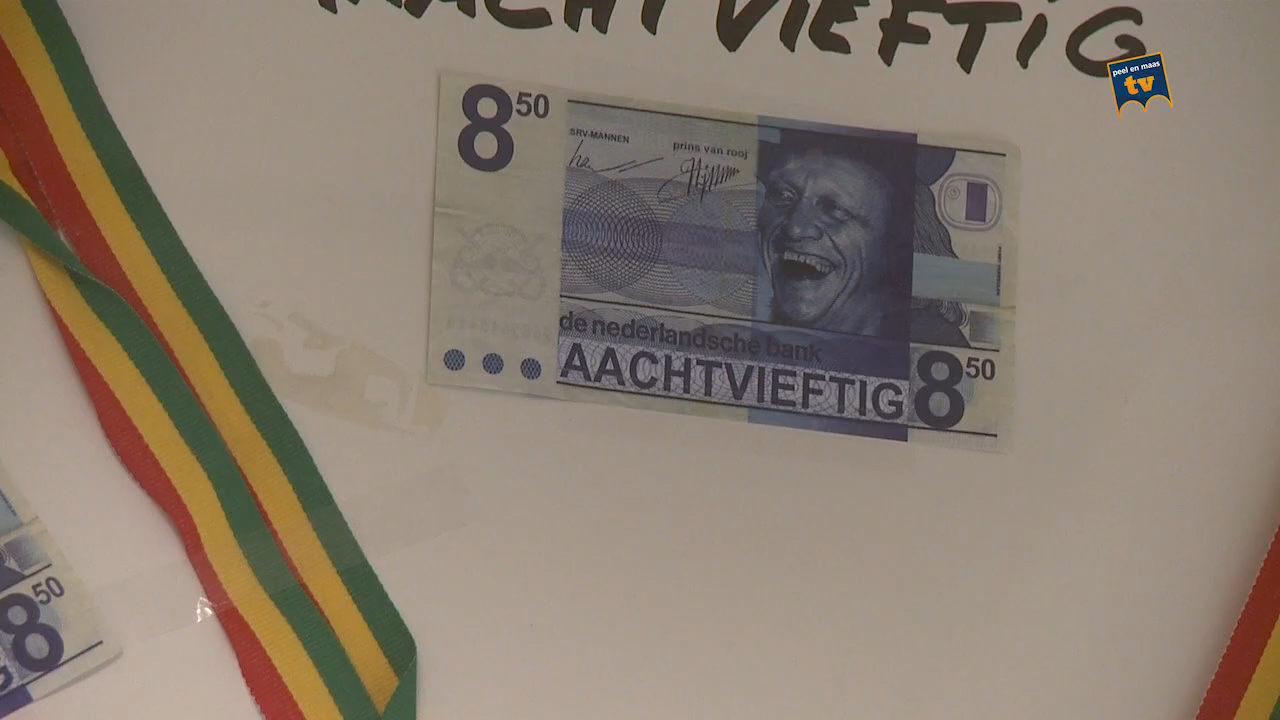 AACHTVIEFTIG
peel en maas
tv
8 50
SRV-MANNEN
prins van rooj
de nederlandsche bank
AACHTVIEFTIG
8 50
8 50
G